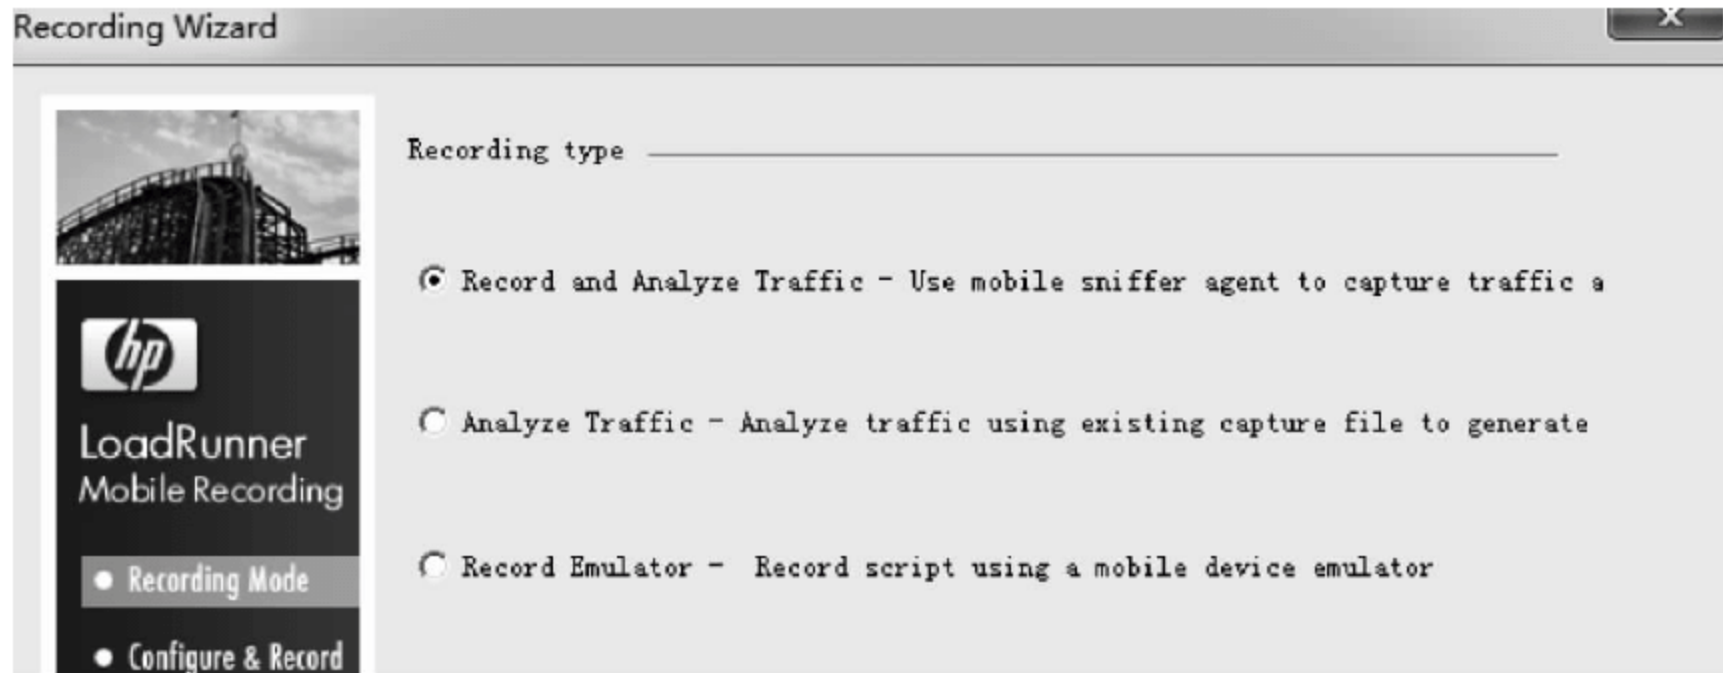 Recording Wizard
X
Recording type
Record and Analyze Traffic - Use mobile sniffer agent to capture traffic a
Analyze Traffic - Analyze traffic using existing capture file to generate
Record Emulator - Record script using a mobile device emulator
hp
LoadRunner
Mobile Recording
Recording Mode
Configure & Record